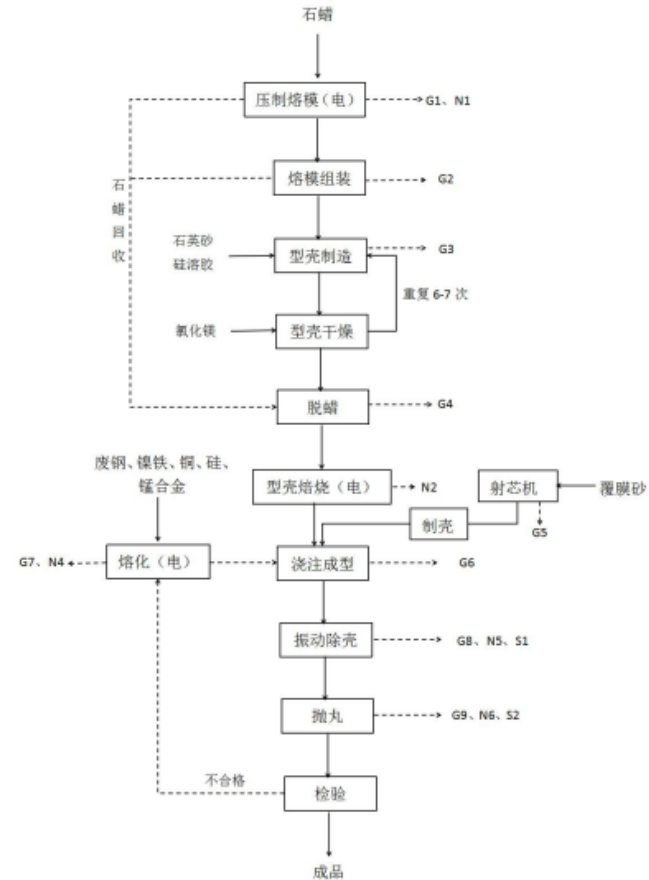 石蜡
压制熔模（电）
G1、N1
熔模组装
G2
石蜡回收
石英砂
硅溶胶
型壳制造
G3
重复 6-7 次
氧化镁
型壳干燥
脱蜡
G4
废钢、镍铁、铜、硅、
锰合金
型壳焙烧（电）
N2
射芯机
覆膜砂
制壳
G5
G7、N4
熔化（电）
浇注成型
G6
振动除壳
G8、N5、S1
抛丸
G9、N6、S2
不合格
检验
成品